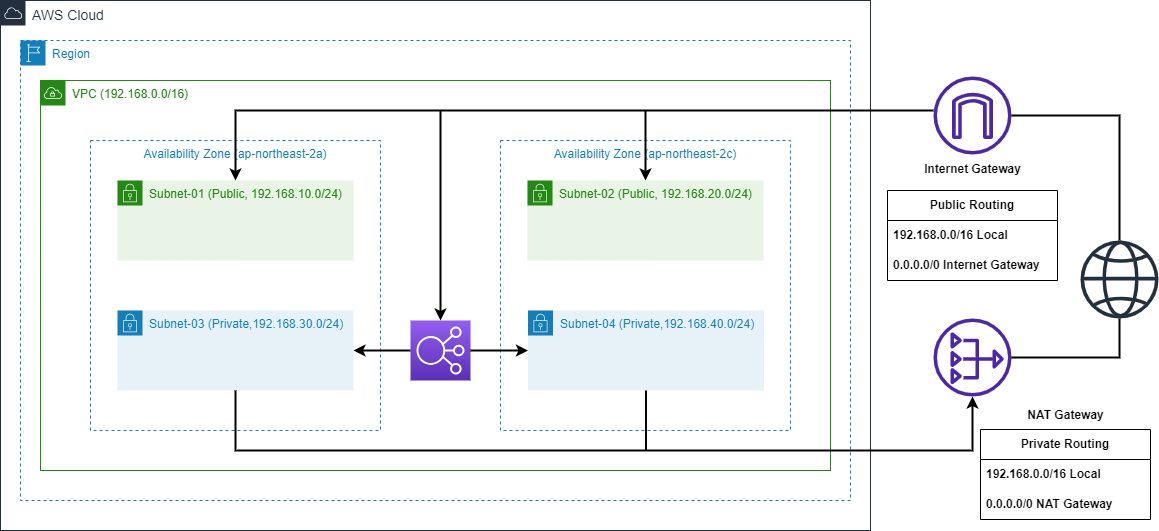 AWS Cloud
Region
VPC (192.168.0.0/16)
Availability Zone (ap-northeast-2a)
Availability Zone (ap-northeast-2c)
Subnet-01 (Public, 192.168.10.0/24)
Subnet-02 (Public, 192.168.20.0/24)
Subnet-03 (Private,192.168.30.0/24)
Subnet-04 (Private,192.168.40.0/24)
Internet Gateway
Public Routing
192.168.0.0/16 Local
0.0.0.0/0 Internet Gateway
NAT Gateway
Private Routing
192.168.0.0/16 Local
0.0.0.0/0 NAT Gateway